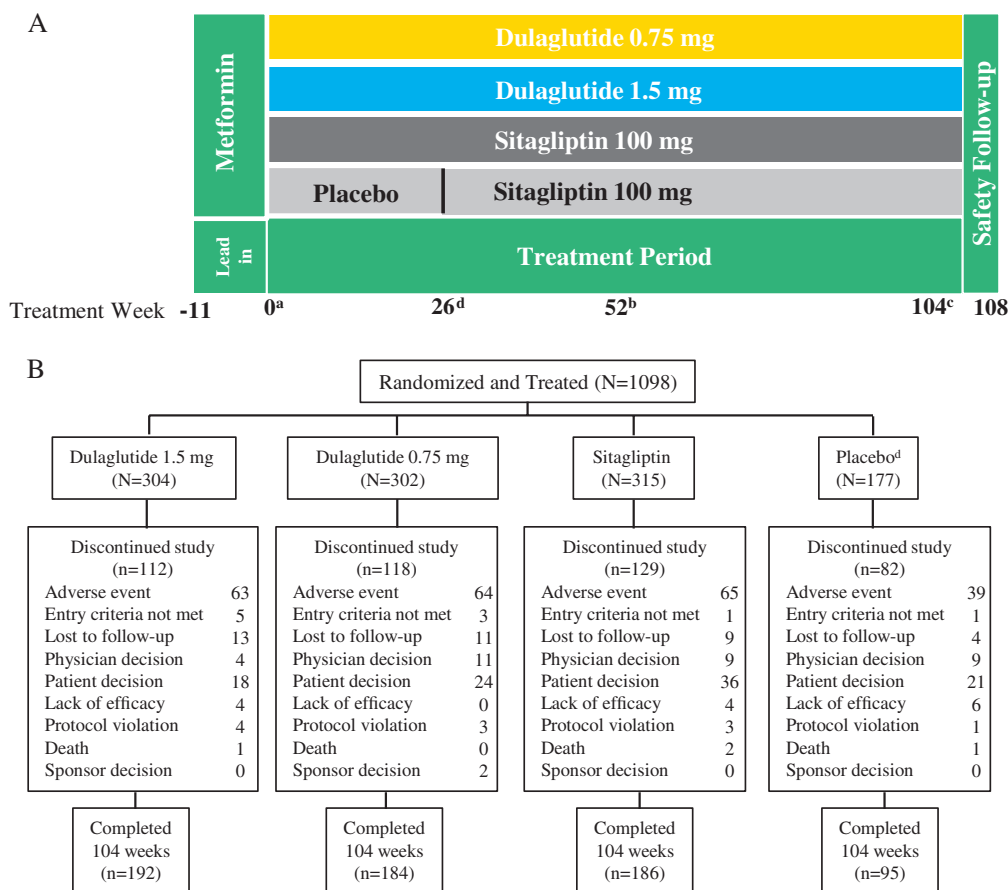 A
Metformin
Dulaglutide 0.75 mg
Dulaglutide 1.5 mg
Sitagliptin 100 mg
Placebo
Sitagliptin 100 mg
Safety Follow-up
Lead
in
Treatment Period
Treatment Week -11 0ᵃ 26ᵈ 52ᵇ 104ᶜ 108
B
Randomized and Treated (N=1098)
Dulaglutide 1.5 mg
(N=304)
Dulaglutide 0.75 mg
(N=302)
Sitagliptin
(N=315)
Placeboᵈ
(N=177)
Discontinued study
(n=112)
Adverse event 63
Entry criteria not met 5
Lost to follow-up 13
Physician decision 4
Patient decision 18
Lack of efficacy 4
Protocol violation 4
Death 1
Sponsor decision 0
Discontinued study
(n=118)
Adverse event 64
Entry criteria not met 3
Lost to follow-up 11
Physician decision 11
Patient decision 24
Lack of efficacy 0
Protocol violation 3
Death 0
Sponsor decision 2
Discontinued study
(n=129)
Adverse event 65
Entry criteria not met 1
Lost to follow-up 9
Physician decision 9
Patient decision 36
Lack of efficacy 4
Protocol violation 3
Death 2
Sponsor decision 0
Discontinued study
(n=82)
Adverse event 39
Entry criteria not met 1
Lost to follow-up 4
Physician decision 9
Patient decision 21
Lack of efficacy 6
Protocol violation 1
Death 1
Sponsor decision 0
Completed
104 weeks
(n=192)
Completed
104 weeks
(n=184)
Completed
104 weeks
(n=186)
Completed
104 weeks
(n=95)